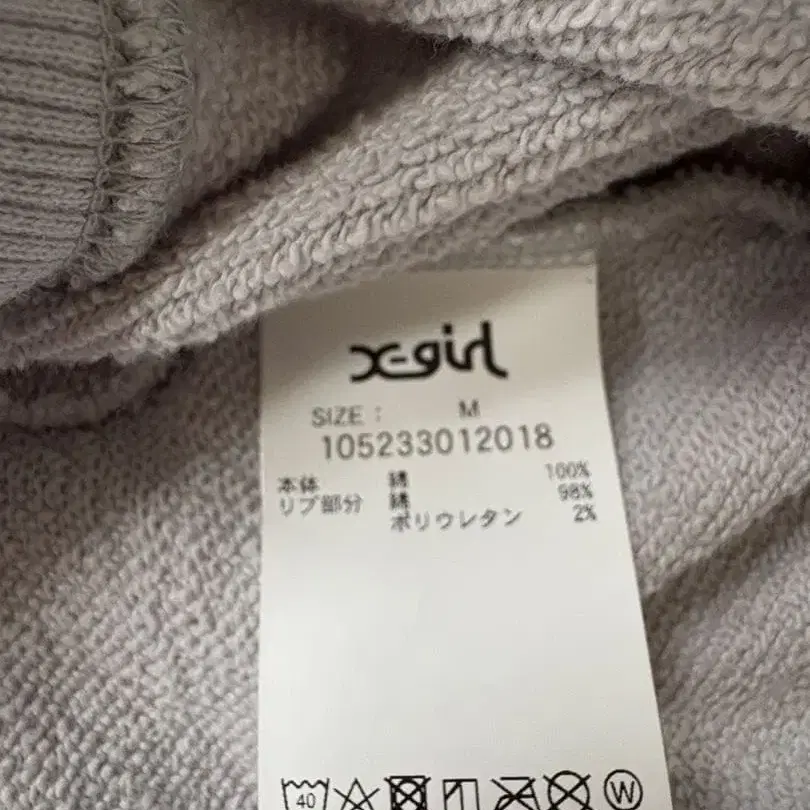 X-girl
SIZE : M
105233012018
本体 綿 100%
リブ部分 綿 98%
ポリウレタン 2%
40 W